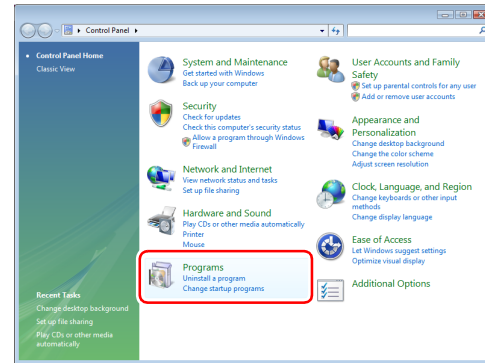 Control Panel
Control Panel Home
Classic View
Recent Tasks
Change desktop background
Set up file sharing
Play CDs or other media
automatically
System and Maintenance
Get started with Windows
Back up your computer
Security
Check for updates
Check this computer's security status
Allow a program through Windows
Firewall
Network and Internet
View network status and tasks
Set up file sharing
Hardware and Sound
Play CDs or other media automatically
Printer
Mouse
Programs
Uninstall a program
Change startup programs
User Accounts and Family
Safety
Set up parental controls for any user
Add or remove user accounts
Appearance and
Personalization
Change desktop background
Change the color scheme
Adjust screen resolution
Clock, Language, and Region
Change keyboards or other input
methods
Change display language
Ease of Access
Let Windows suggest settings
Optimize visual display
Additional Options